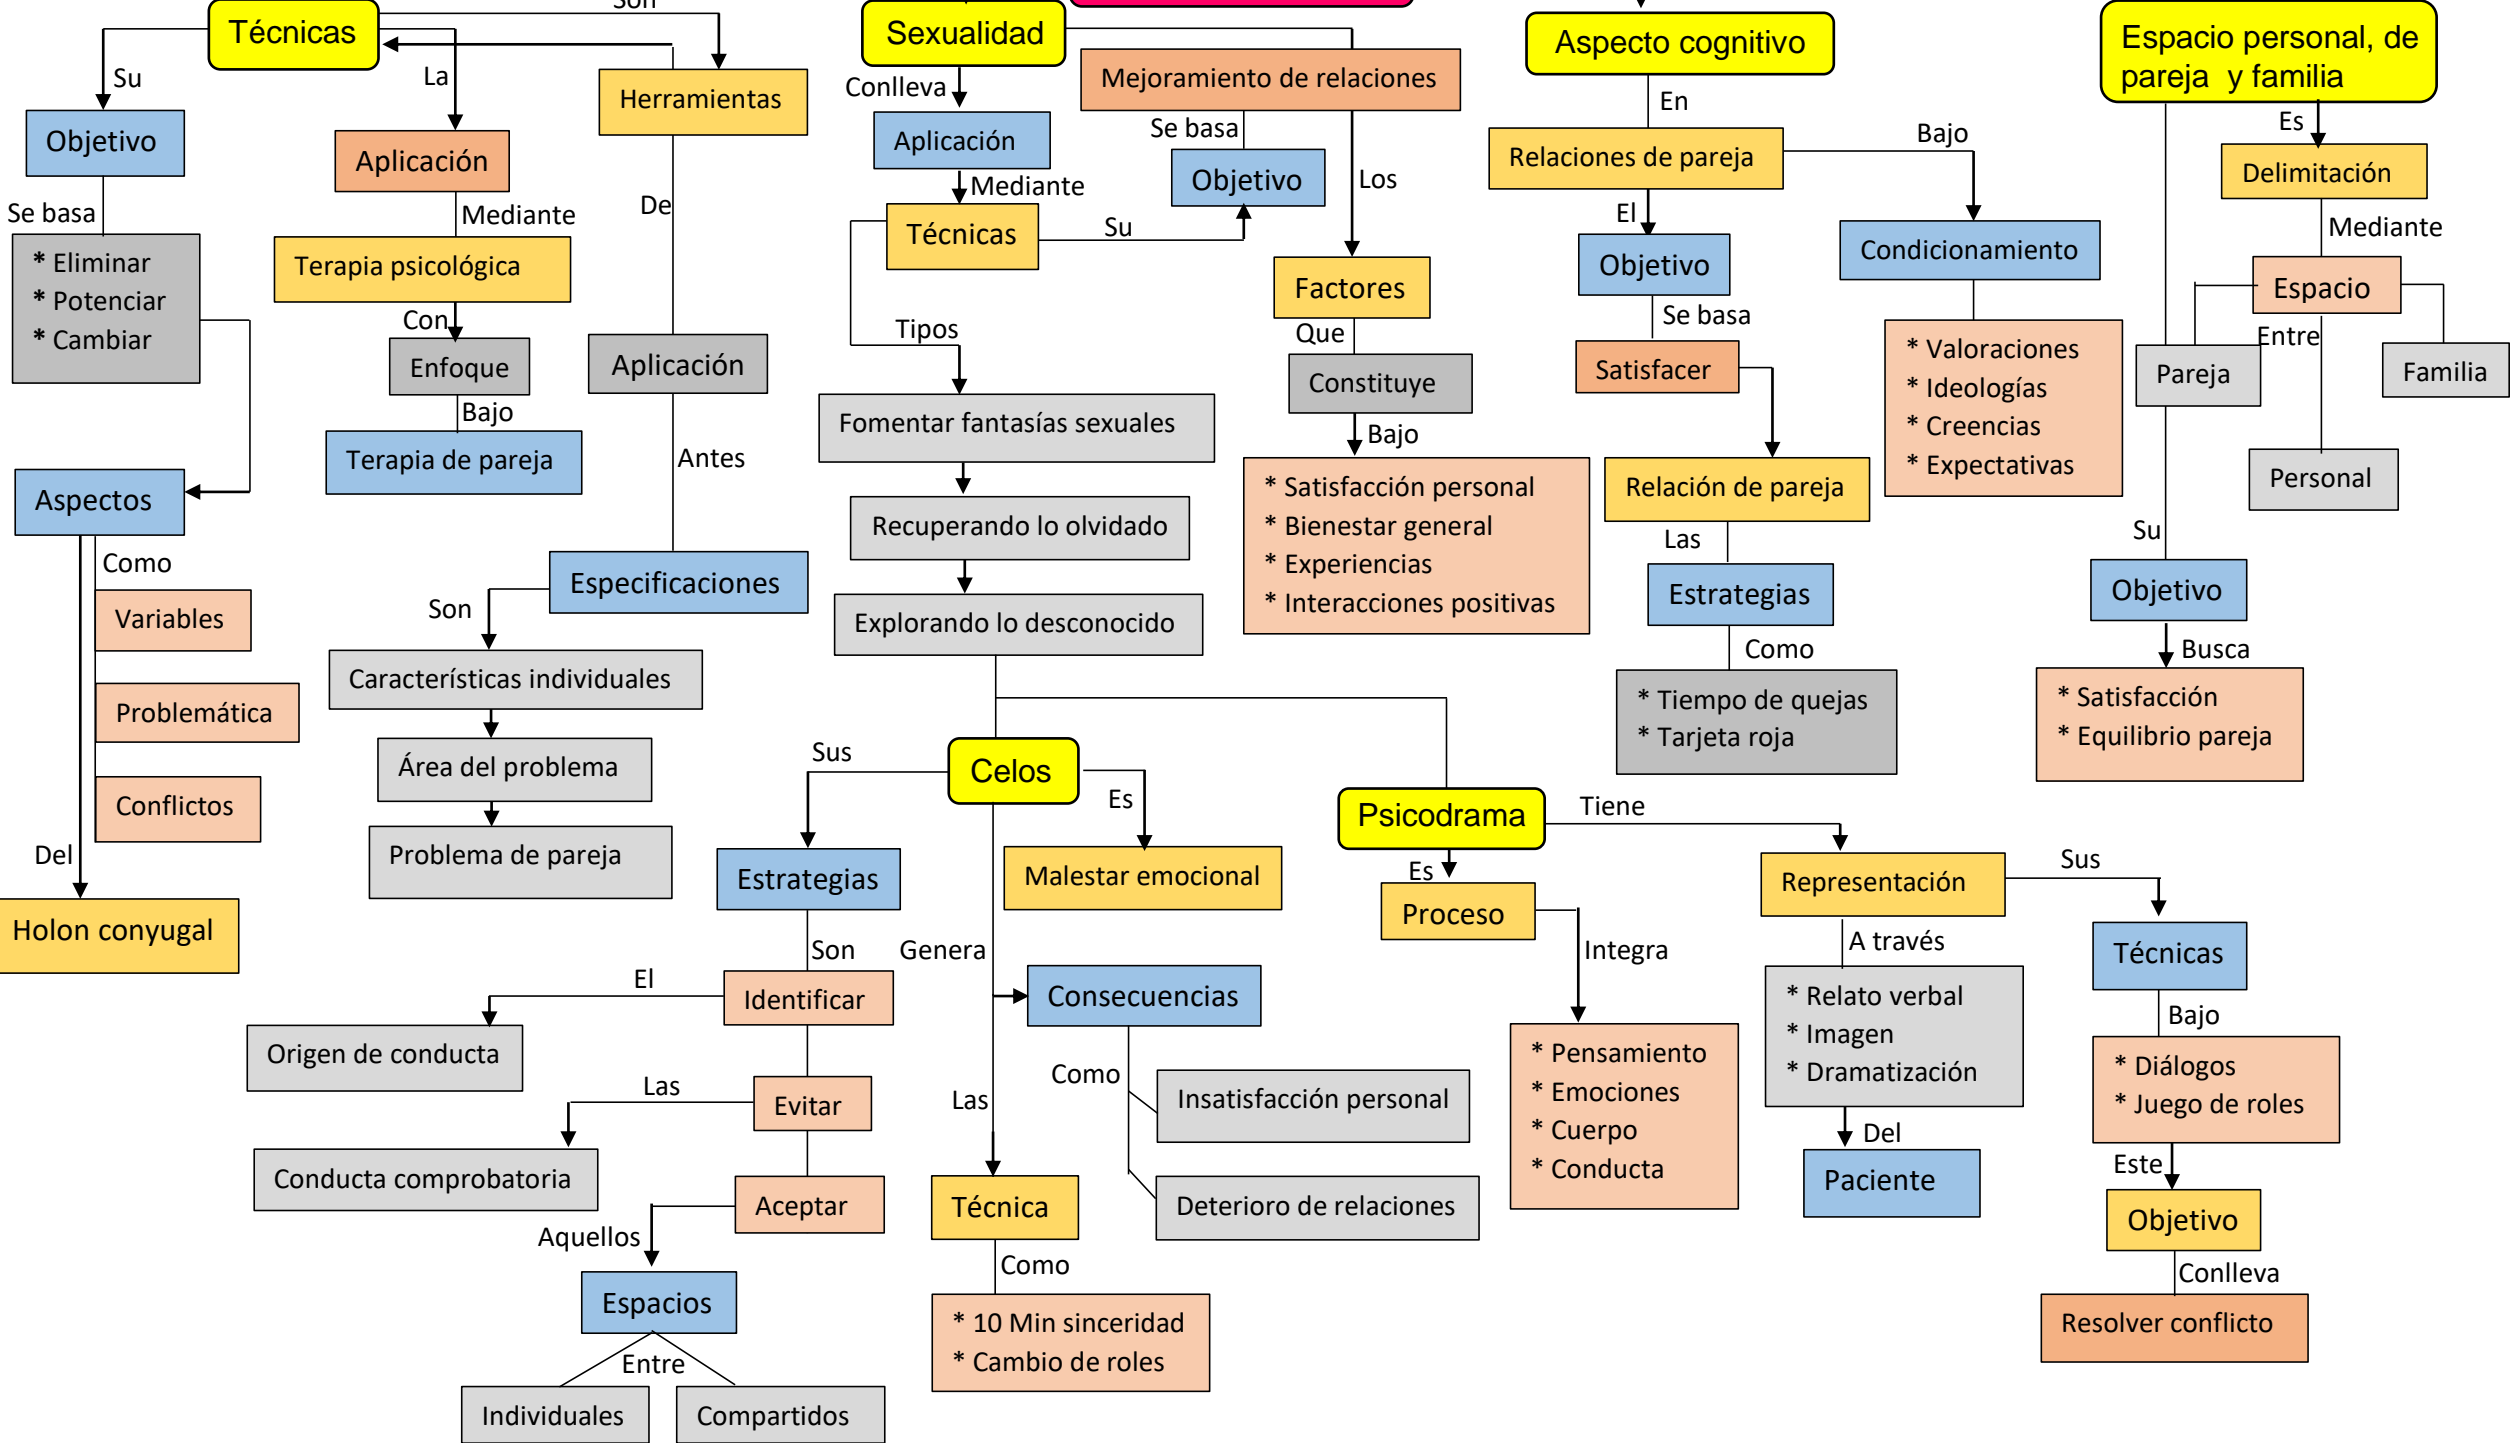 Son
Técnicas
Su
La
Objetivo
Se basa
* Eliminar
* Potenciar
* Cambiar
Aspectos
Como
Variables
Problemática
Conflictos
Del
Holon conyugal
Aplicación
Mediante
Terapia psicológica
Con
Enfoque
Bajo
Terapia de pareja
Herramientas
De
Aplicación
Antes
Especificaciones
Son
Características individuales
Área del problema
Problema de pareja
Sexualidad
Conlleva
Aplicación
Mediante
Técnicas
Su
Tipos
Fomentar fantasías sexuales
Recuperando lo olvidado
Explorando lo desconocido
Mejoramiento de relaciones
Se basa
Objetivo
Los
Factores
Que
Constituye
Bajo
* Satisfacción personal
* Bienestar general
* Experiencias
* Interacciones positivas
Aspecto cognitivo
En
Relaciones de pareja
Bajo
El
Objetivo
Se basa
Satisfacer
Relación de pareja
Las
Estrategias
Como
* Tiempo de quejas
* Tarjeta roja
Condicionamiento
* Valoraciones
* Ideologías
* Creencias
* Expectativas
Espacio personal, de
pareja y familia
Es
Delimitación
Mediante
Espacio
Entre
Pareja
Familia
Personal
Su
Objetivo
Busca
* Satisfacción
* Equilibrio pareja
Celos
Sus
Es
Estrategias
Malestar emocional
Son
Genera
El
Identificar
Origen de conducta
Las
Evitar
Conducta comprobatoria
Aceptar
Aquellos
Espacios
Entre
Individuales
Compartidos
Consecuencias
Como
Insatisfacción personal
Deterioro de relaciones
Las
Técnica
Como
* 10 Min sinceridad
* Cambio de roles
Psicodrama
Tiene
Es
Proceso
Integra
* Pensamiento
* Emociones
* Cuerpo
* Conducta
Representación
Sus
A través
* Relato verbal
* Imagen
* Dramatización
Del
Paciente
Técnicas
Bajo
* Diálogos
* Juego de roles
Este
Objetivo
Conlleva
Resolver conflicto